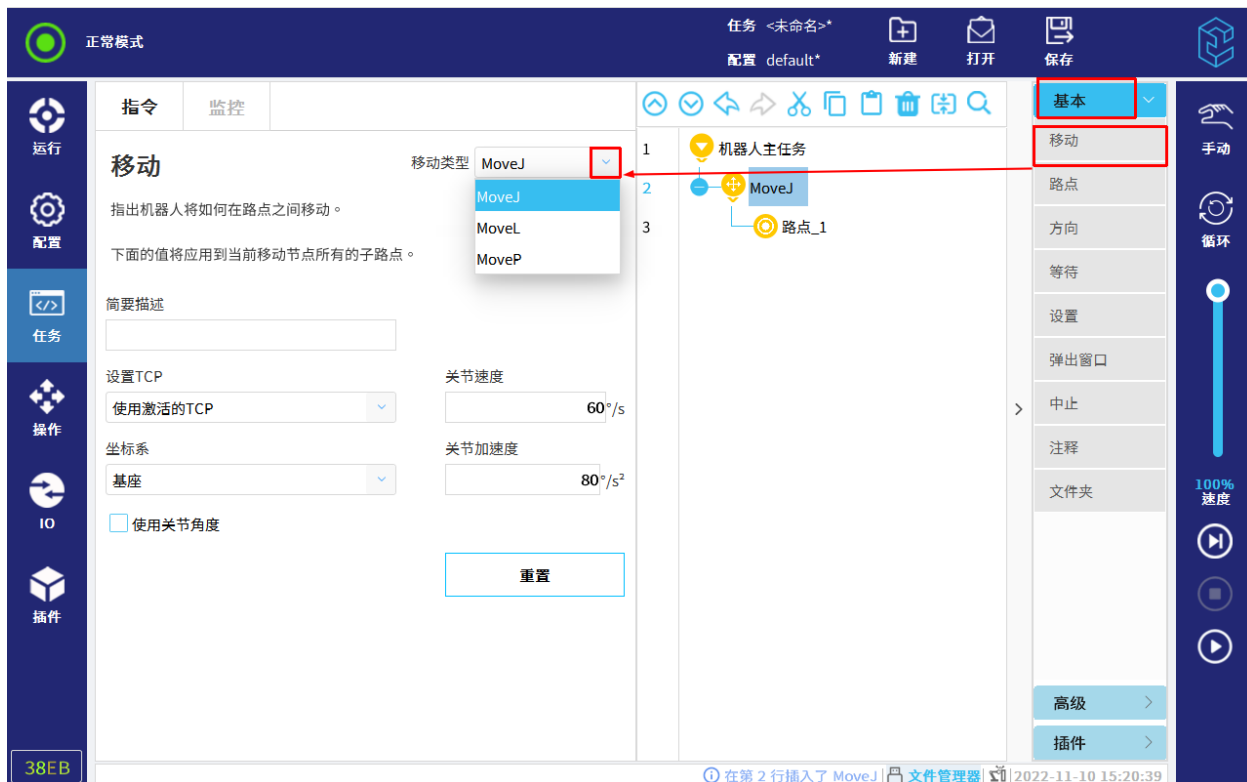 正常模式
任务 <未命名>*
配置 default*
新建
打开
保存
运行
配置
任务
操作
IO
插件
38EB
指令
监控
移动
移动类型 MoveJ
MoveJ
MoveL
MoveP
指出机器人将如何在路点之间移动。
下面的值将应用到当前移动节点所有的子路点。
简要描述
设置TCP
使用激活的TCP
关节速度
60°/s
坐标系
基座
关节加速度
80°/s²
使用关节角度
重置
1 机器人主任务
2 MoveJ
3 路点_1
基本
移动
路点
方向
等待
设置
弹出窗口
中止
注释
文件夹
高级
插件
手动
循环
100%
速度
在第 2 行插入了 MoveJ
文件管理器
2022-11-10 15:20:39